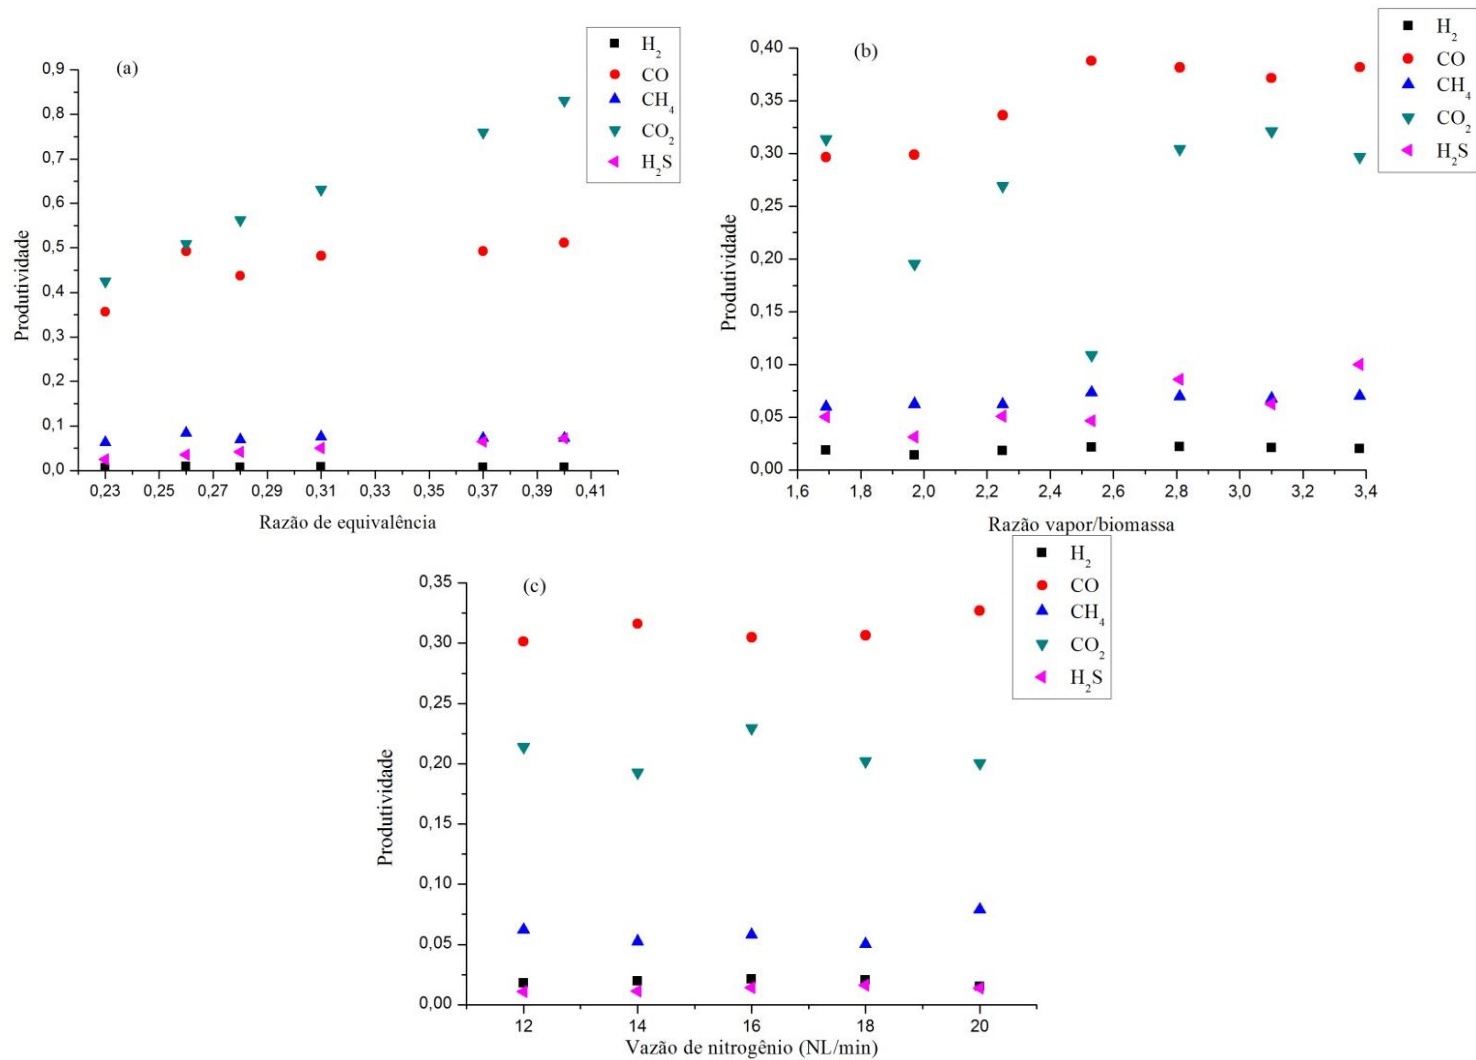 (a)
H2
CO
CH4
CO2
H2S
0,9
0,8
0,7
0,6
0,5
0,4
0,3
0,2
0,1
0,0
Produtividade
0,23 0,25 0,27 0,29 0,31 0,33 0,35 0,37 0,39 0,41
Razão de equivalência
(b)
H2
CO
CH4
CO2
H2S
0,40
0,35
0,30
0,25
0,20
0,15
0,10
0,05
0,00
Produtividade
1,6 1,8 2,0 2,2 2,4 2,6 2,8 3,0 3,2 3,4
Razão vapor/biomassa
(c)
H2
CO
CH4
CO2
H2S
0,35
0,30
0,25
0,20
0,15
0,10
0,05
0,00
Produtividade
12 14 16 18 20
Vazão de nitrogênio (NL/min)